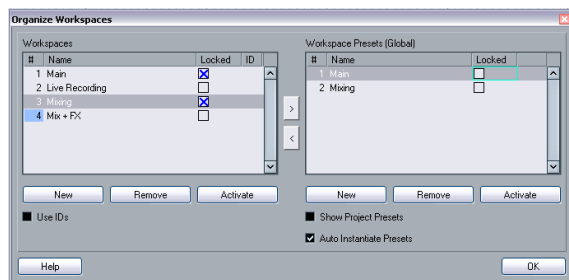 Organize Workspaces
Workspaces
# Name Locked ID
1 Main
2 Live Recording
3 Mixing
4 Mix + FX
New Remove Activate
Use IDs
>
<
Workspace Presets (Global)
# Name Locked
1 Main
2 Mixing
New Remove Activate
Show Project Presets
Auto Instantiate Presets
Help OK